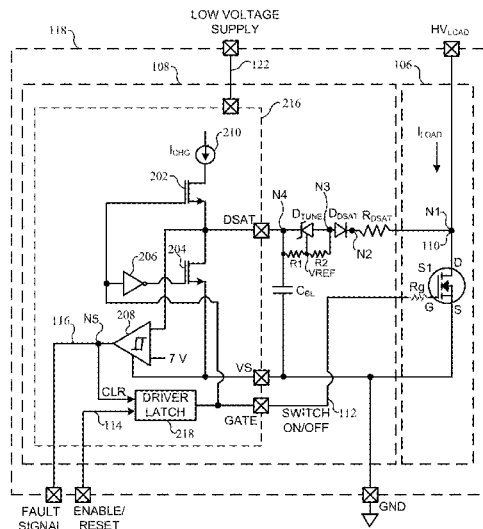 LOW VOLTAGE
SUPPLY
HVLOAD
118
122
108
106
216
ICHG
210
ILOAD
202
DSAT
N4
N3
DTUNE
DDSAT
RDSAT
N1
N2
110
206
204
R1
R2
VREF
S1
D
CBL
Rg
G
S
116
N5
208
7 V
VS
CLR
DRIVER
LATCH
GATE
SWITCH
ON/OFF
112
114
218
FAULT
SIGNAL
ENABLE/
RESET
GND